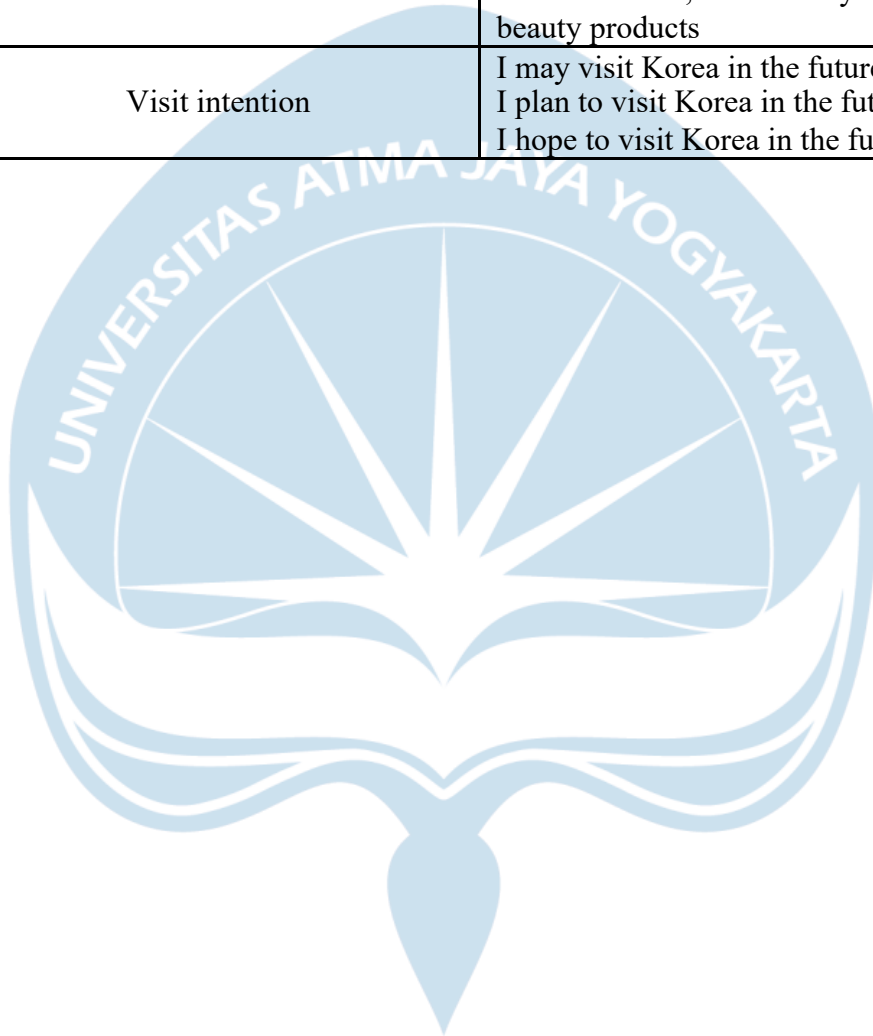 beauty products
Visit intention
I may visit Korea in the future
I plan to visit Korea in the fut
I hope to visit Korea in the fu
UNIVERSITAS ATMA JAYA YOGYAKARTA